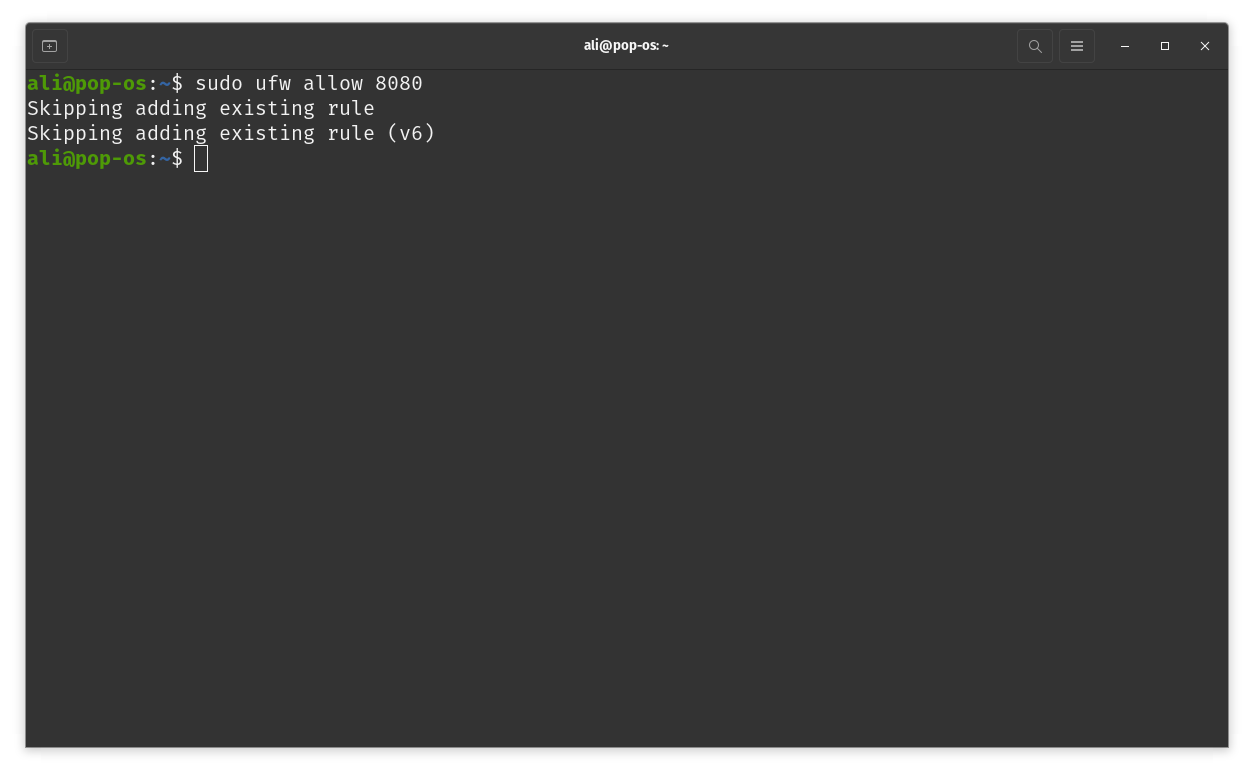 ali@pop-os: ~
ali@pop-os:~$ sudo ufw allow 8080
Skipping adding existing rule
Skipping adding existing rule (v6)
ali@pop-os:~$